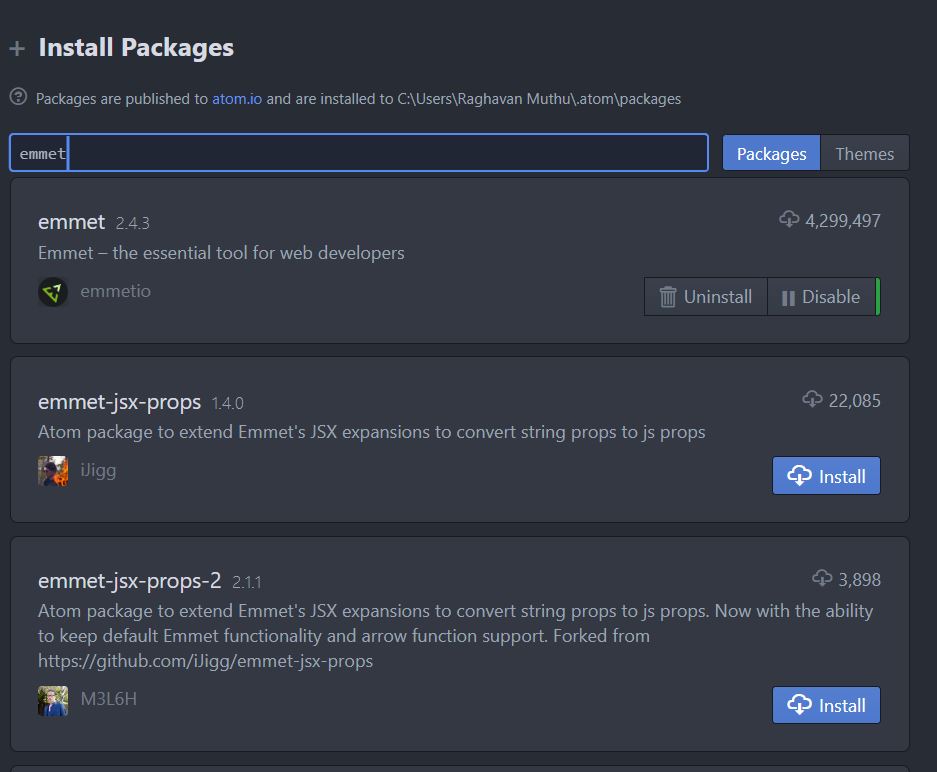 Install Packages
Packages are published to atom.io and are installed to C:\Users\Raghavan Muthu\.atom\packages
emmet
Packages
Themes
emmet 2.4.3
4,299,497
Emmet – the essential tool for web developers
emmetio
Uninstall
Disable
emmet-jsx-props 1.4.0
22,085
Atom package to extend Emmet's JSX expansions to convert string props to js props
iJigg
Install
emmet-jsx-props-2 2.1.1
3,898
Atom package to extend Emmet's JSX expansions to convert string props to js props. Now with the ability
to keep default Emmet functionality and arrow function support. Forked from
https://github.com/iJigg/emmet-jsx-props
M3L6H
Install